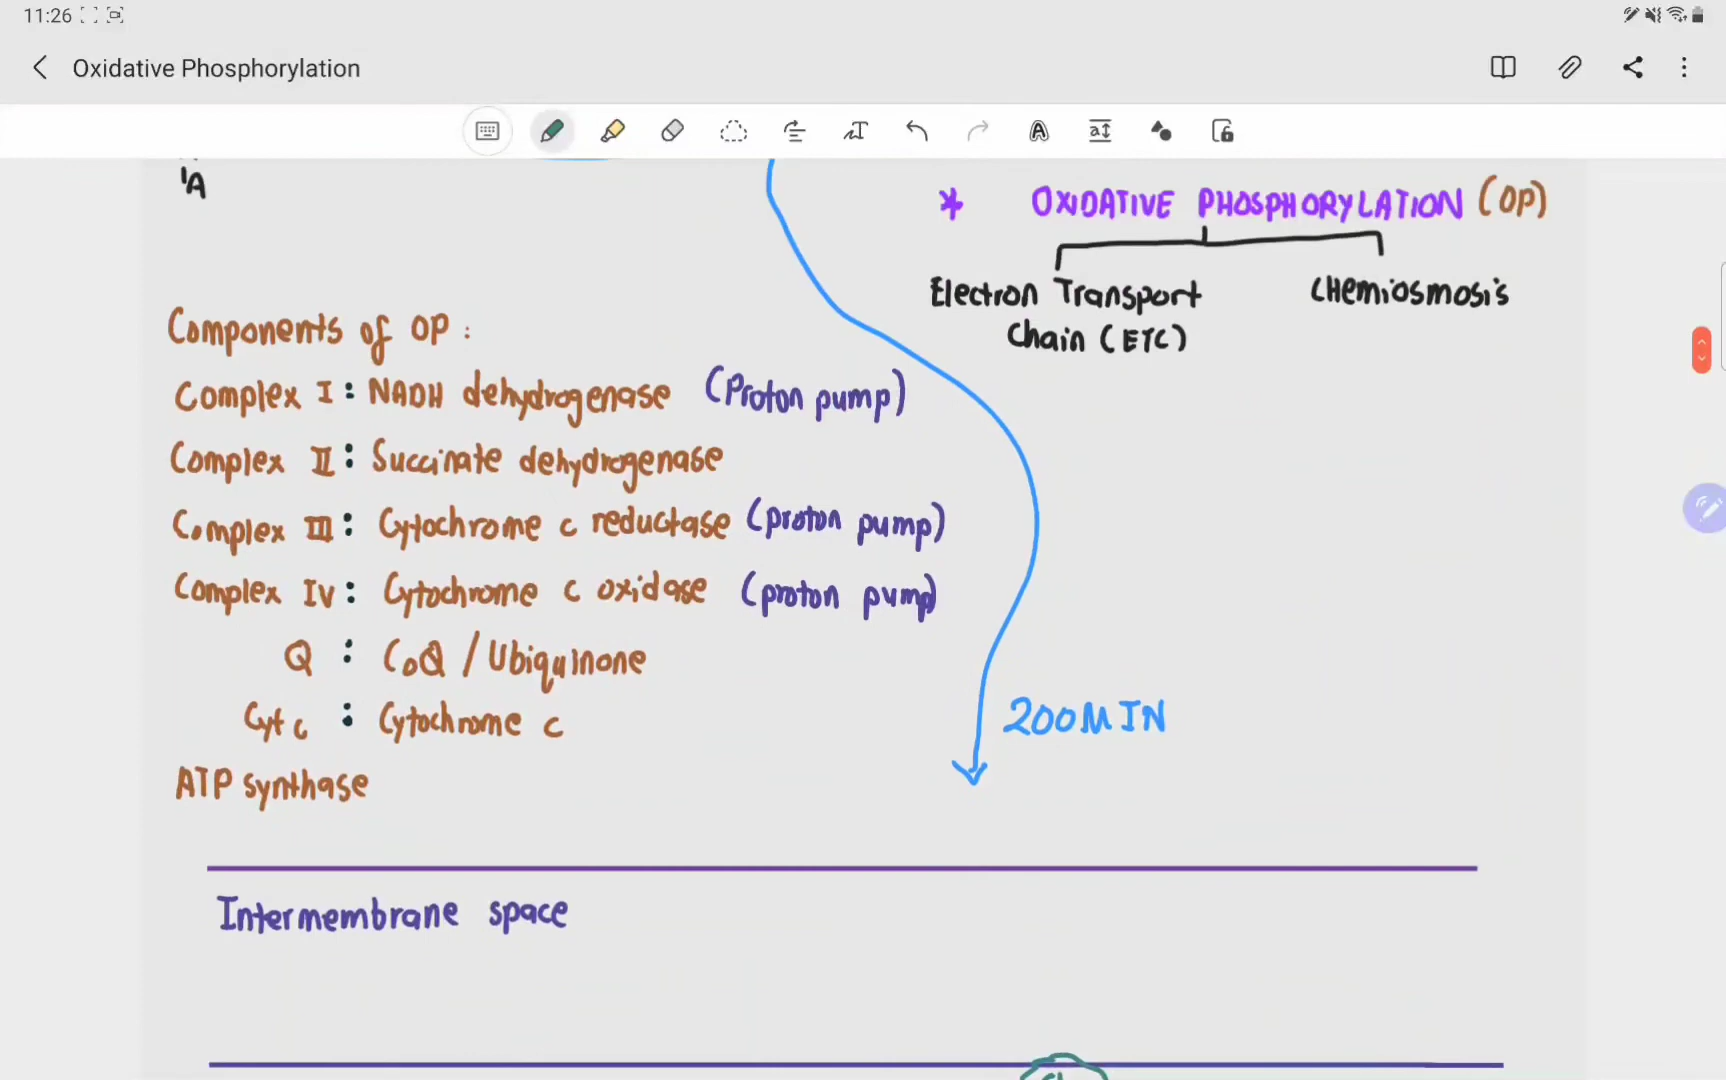 11:26
Oxidative Phosphorylation
* OXIDATIVE PHOSPHORYLATION (OP)
Electron Transport Chain (ETC)
CHemiosmosis
Components of OP :
Complex I : NADH dehydrogenase (Proton pump)
Complex II : Succinate dehydrogenase
Complex III : Cytochrome c reductase (proton pump)
Complex IV : Cytochrome c oxidase (proton pump)
Q : CoQ / Ubiquinone
Cyt c : Cytochrome c
ATP synthase
200MIN
Intermembrane space